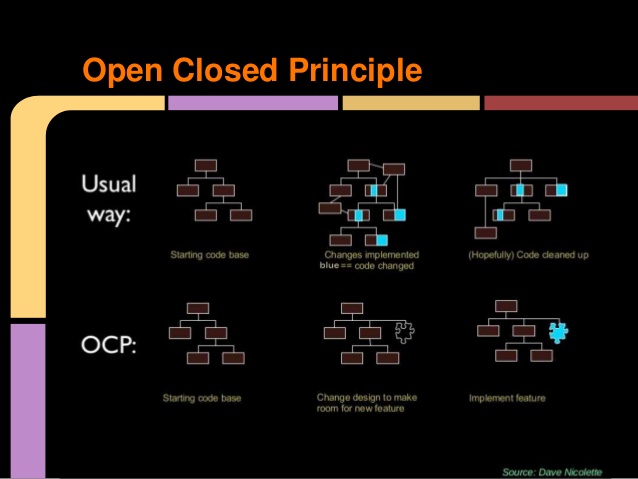 Open Closed Principle
Usual
way:
Starting code base
Changes implemented
blue == code changed
(Hopefully) Code cleaned up
OCP:
Starting code base
Change design to make
room for new feature
Implement feature
Source: Dave Nicolette